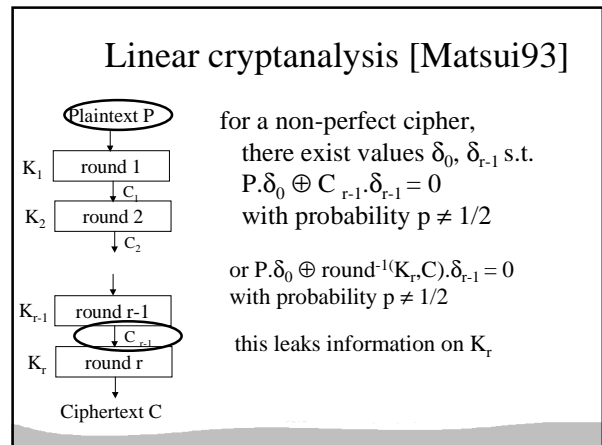 Linear cryptanalysis [Matsui93]
Plaintext P
K₁ round 1
C₁
K₂ round 2
C₂
Kᵣ₋₁ round r-1
C ᵣ₋₁
Kᵣ round r
Ciphertext C
for a non-perfect cipher,
there exist values δ₀, δᵣ₋₁ s.t.
P.δ₀ ⊕ C ᵣ₋₁.δᵣ₋₁ = 0
with probability p ≠ 1/2
or P.δ₀ ⊕ round⁻¹⁽Kᵣ,C).δᵣ₋₁ = 0
with probability p ≠ 1/2
this leaks information on Kᵣ